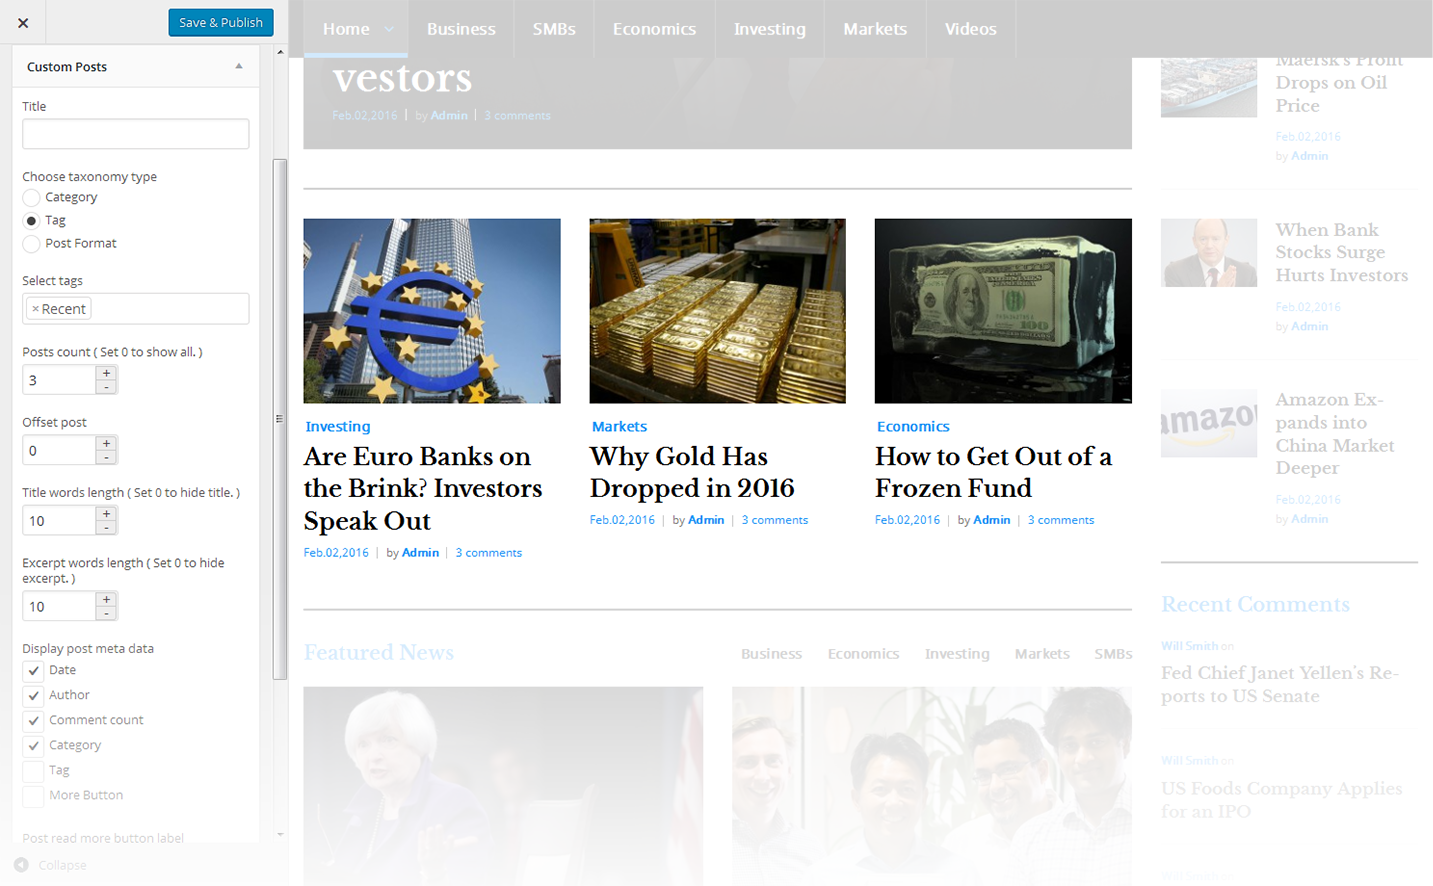 Save & Publish
Custom Posts
Title
Choose taxonomy type
Category
Tag
Post Format
Select tags
× Recent
Posts count ( Set 0 to show all. )
3
+
-
Offset post
0
+
-
Title words length ( Set 0 to hide title. )
10
+
-
Excerpt words length ( Set 0 to hide
excerpt. )
10
+
-
Display post meta data
Date
Author
Comment count
Category
Tag
More Button
Post read more button label
Collapse
Home
Business
SMBs
Economics
Investing
Markets
Videos
vestors
Feb.02,2016 | by Admin | 3 comments
Investing
Are Euro Banks on
the Brink? Investors
Speak Out
Feb.02,2016 | by Admin | 3 comments
100
Markets
Why Gold Has
Dropped in 2016
Feb.02,2016 | by Admin | 3 comments
Economics
How to Get Out of a
Frozen Fund
Feb.02,2016 | by Admin | 3 comments
Featured News
Business
Economics
Investing
Markets
SMBs
Maersk's Profit
Drops on Oil
Price
Feb.02,2016
by Admin
When Bank
Stocks Surge
Hurts Investors
Feb.02,2016
by Admin
amazon
Amazon Ex-
pands into
China Market
Deeper
Feb.02,2016
by Admin
Recent Comments
Will Smith on
Fed Chief Janet Yellen's Re-
ports to US Senate
Will Smith on
US Foods Company Applies
for an IPO
Will Smith on